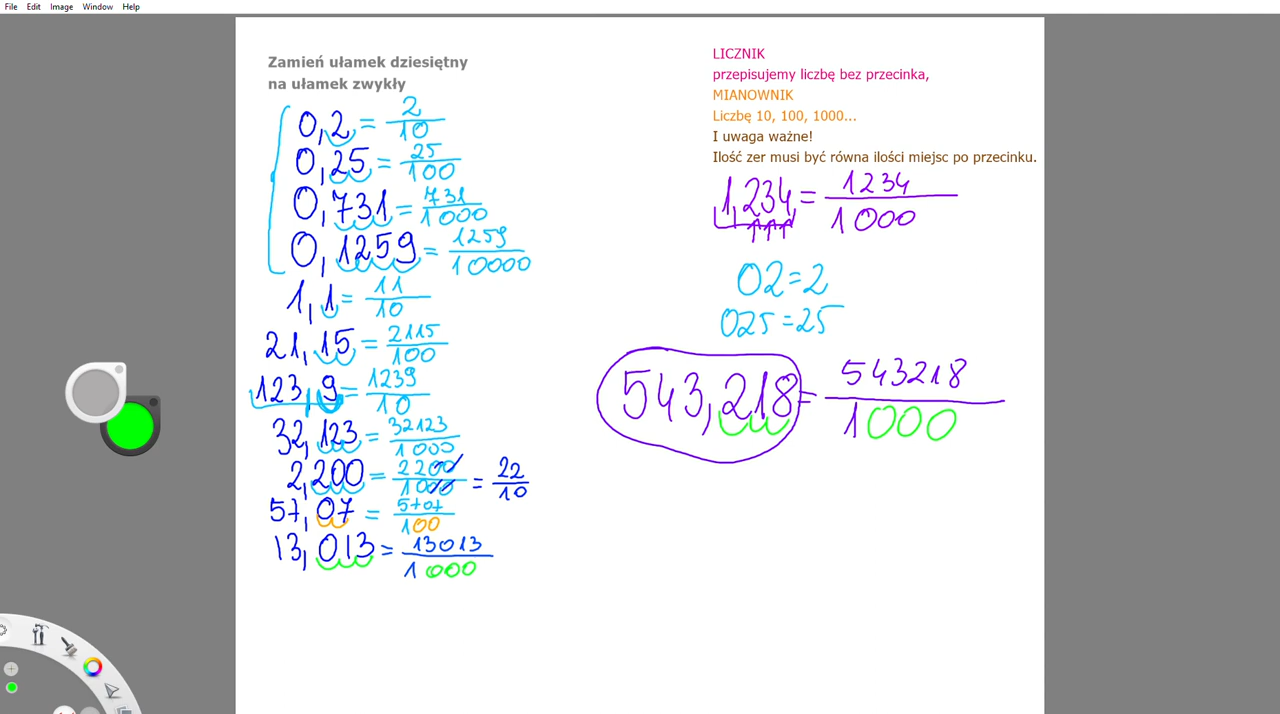 File Edit Image Window Help
Zamień ułamek dziesiętny
na ułamek zwykły
0,2 = 2/10
0,25 = 25/100
0,731 = 731/1000
0,1259 = 1259/10000
1,1 = 11/10
21,15 = 2115/100
123,9 = 1239/10
32,123 = 32123/1000
2,200 = 2200/1000 = 22/10
57,07 = 5707/100
13,013 = 13013/1000
LICZNIK
przepisujemy liczbę bez przecinka,
MIANOWNIK
Liczbę 10, 100, 1000...
I uwaga ważne!
Ilość zer musi być równa ilości miejsc po przecinku.
1,234 = 1234/1000
02=2
025=25
543,218 = 543218/1000